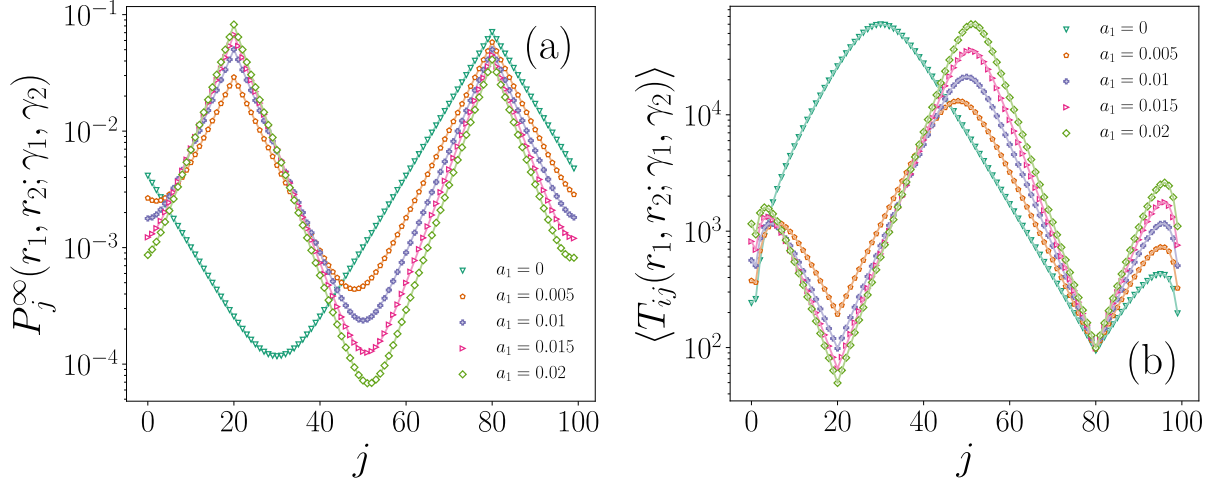 (a)
P_j^∞(r_1, r_2; γ_1, γ_2)
10^{-1}
10^{-2}
10^{-3}
10^{-4}
a_1 = 0
a_1 = 0.005
a_1 = 0.01
a_1 = 0.015
a_1 = 0.02
0 20 40 60 80 100
j
(b)
⟨T_{ij}(r_1, r_2; γ_1, γ_2)⟩
10^4
10^3
10^2
a_1 = 0
a_1 = 0.005
a_1 = 0.01
a_1 = 0.015
a_1 = 0.02
0 20 40 60 80 100
j